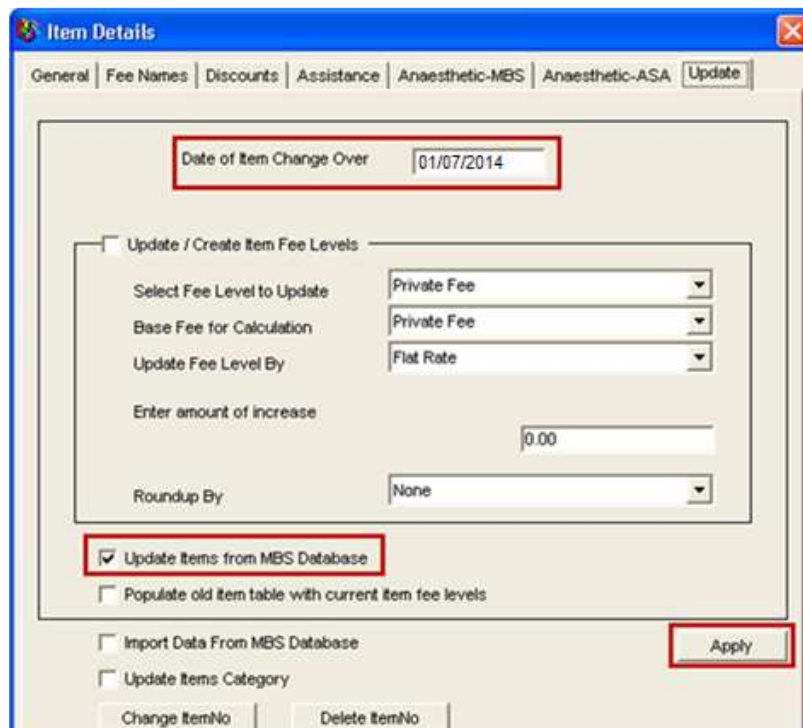 Item Details
General Fee Names Discounts Assistance Anaesthetic-MBS Anaesthetic-ASA Update
Date of Item Change Over 01/07/2014
Update / Create Item Fee Levels
Select Fee Level to Update Private Fee
Base Fee for Calculation Private Fee
Update Fee Level By Flat Rate
Enter amount of increase
0.00
Roundup By None
Update Items from MBS Database
Populate old item table with current item fee levels
Import Data From MBS Database Apply
Update Items Category
Change ItemNo Delete ItemNo